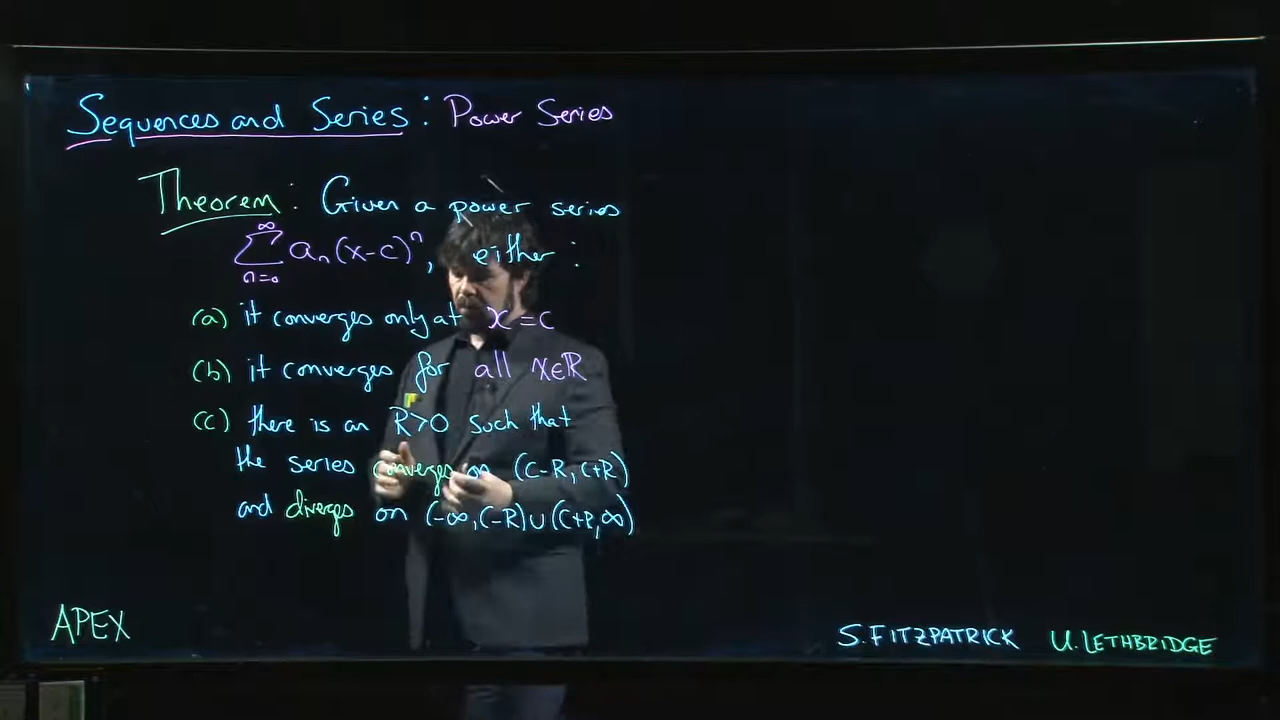 Sequences and Series: Power Series
Theorem: Given a power series
∑_{n=0}^{∞} aₙ(x-c)ⁿ, either:
(a) it converges only at x=c
(b) it converges for all x∈ℝ
(c) there is an R>0 such that
the series converges on (c-R, c+R)
and diverges on (-∞, c-R)∪(c+R, ∞)
APEX
S. FITZPATRICK U. LETHBRIDGE